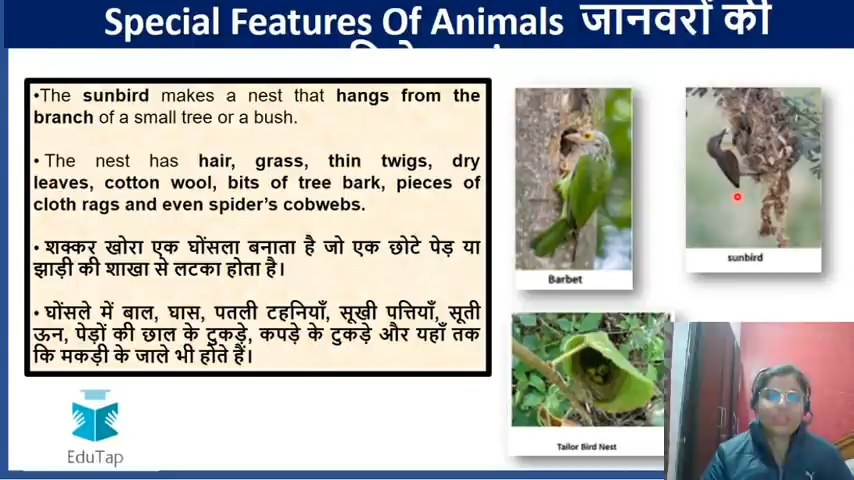 Special Features Of Animals जानवरों की
•The sunbird makes a nest that hangs from the
branch of a small tree or a bush.
• The nest has hair, grass, thin twigs, dry
leaves, cotton wool, bits of tree bark, pieces of
cloth rags and even spider's cobwebs.
• शक्कर खोरा एक घोंसला बनाता है जो एक छोटे पेड़ या
झाड़ी की शाखा से लटका होता है।
• घोंसले में बाल, घास, पतली टहनियाँ, सूखी पत्तियाँ, सूती
ऊन, पेड़ों की छाल के टुकड़े, कपड़े के टुकड़े और यहाँ तक
कि मकड़ी के जाले भी होते हैं।
Barbet
sunbird
Tailor Bird Nest
EduTap